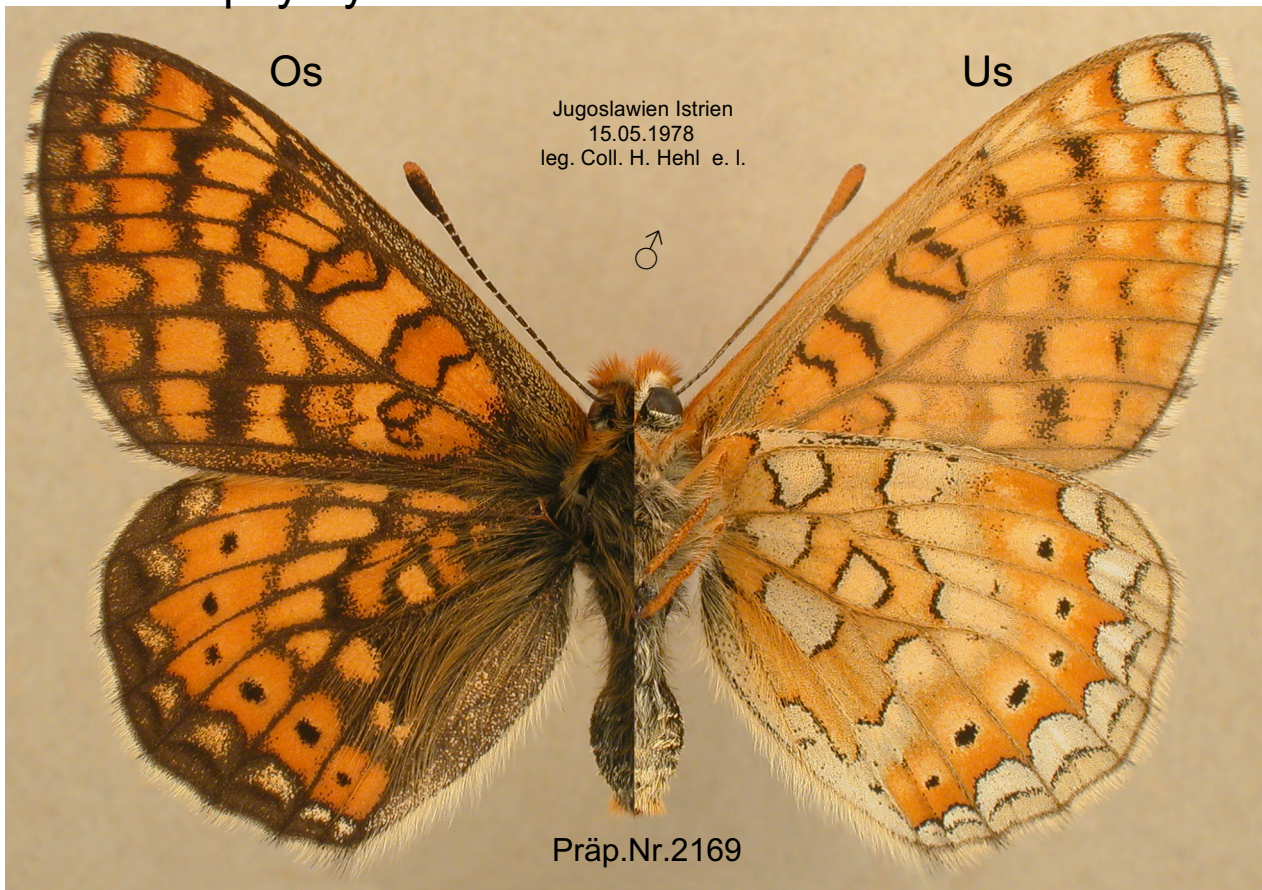 Os
Us
Jugoslawien Istrien
15.05.1978
leg. Coll. H. Hehl e. l.
♂
Präp.Nr.2169